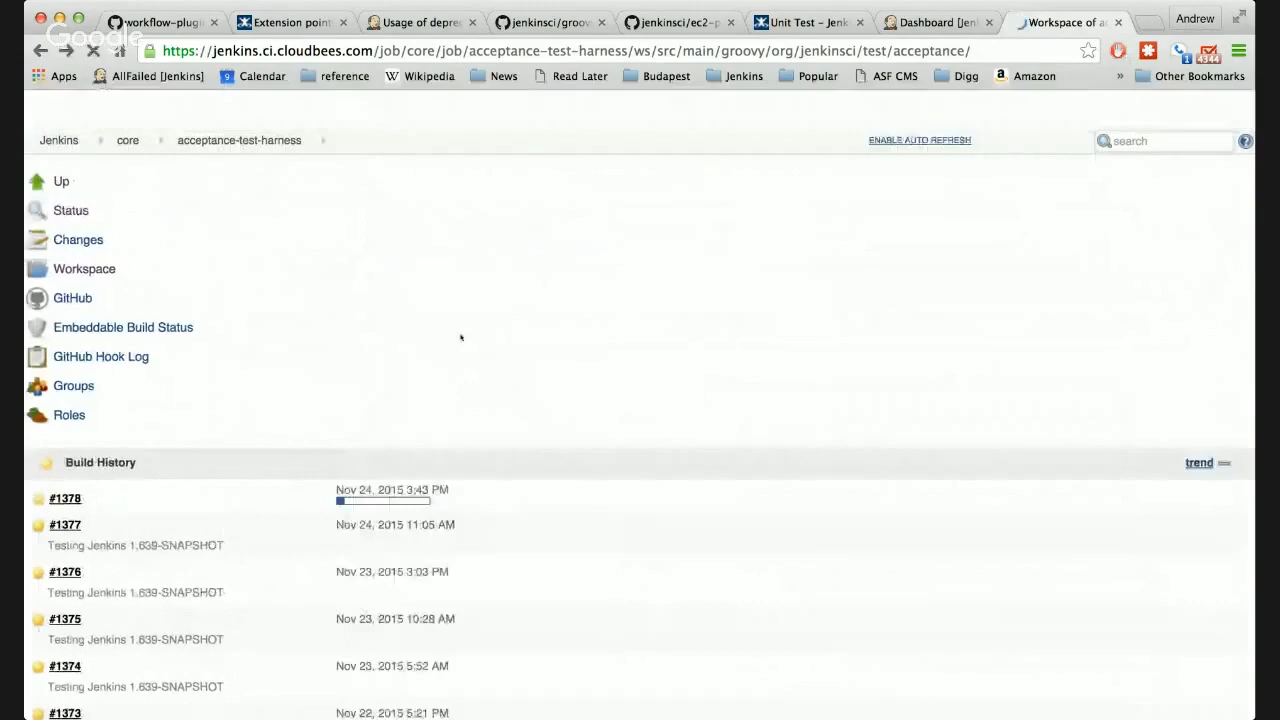 workflow-plugi
Extension point
Usage of depre
jenkinsci/groov
jenkinsci/ec2-p
Unit Test - Jenk
Dashboard [Jenk
Workspace of a
Andrew
Google
https://jenkins.ci.cloudbees.com/job/core/job/acceptance-test-harness/ws/src/main/groovy/org/jenkinsci/test/acceptance/
1
4344
Apps
AllFailed [Jenkins]
9
Calendar
reference
Wikipedia
News
Read Later
Budapest
Jenkins
Popular
ASF CMS
Digg
Amazon
»
Other Bookmarks
Jenkins
core
acceptance-test-harness
ENABLE AUTO REFRESH
search
Up
Status
Changes
Workspace
GitHub
Embeddable Build Status
GitHub Hook Log
Groups
Roles
Build History
trend
#1378
Nov 24, 2015 3:43 PM
#1377
Nov 24, 2015 11:05 AM
Testing Jenkins 1.639-SNAPSHOT
#1376
Nov 23, 2015 3:03 PM
Testing Jenkins 1.639-SNAPSHOT
#1375
Nov 23, 2015 10:28 AM
Testing Jenkins 1.639-SNAPSHOT
#1374
Nov 23, 2015 5:52 AM
Testing Jenkins 1.639-SNAPSHOT
#1373
Nov 22, 2015 5:21 PM